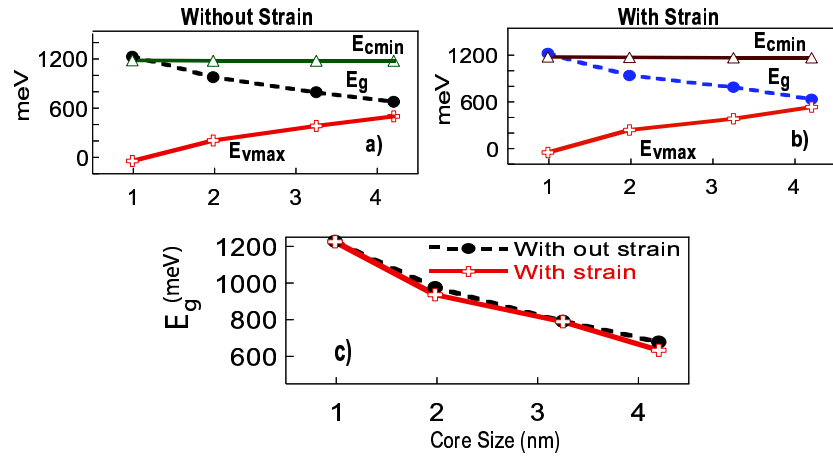 Without Strain
With Strain
1200
600
0
meV
Ecmin
Eg
Evmax
a)
1 2 3 4
1200
600
0
meV
Ecmin
Eg
Evmax
b)
1 2 3 4
1200
1000
800
600
Eg (meV)
With out strain
With strain
c)
1 2 3 4
Core Size (nm)